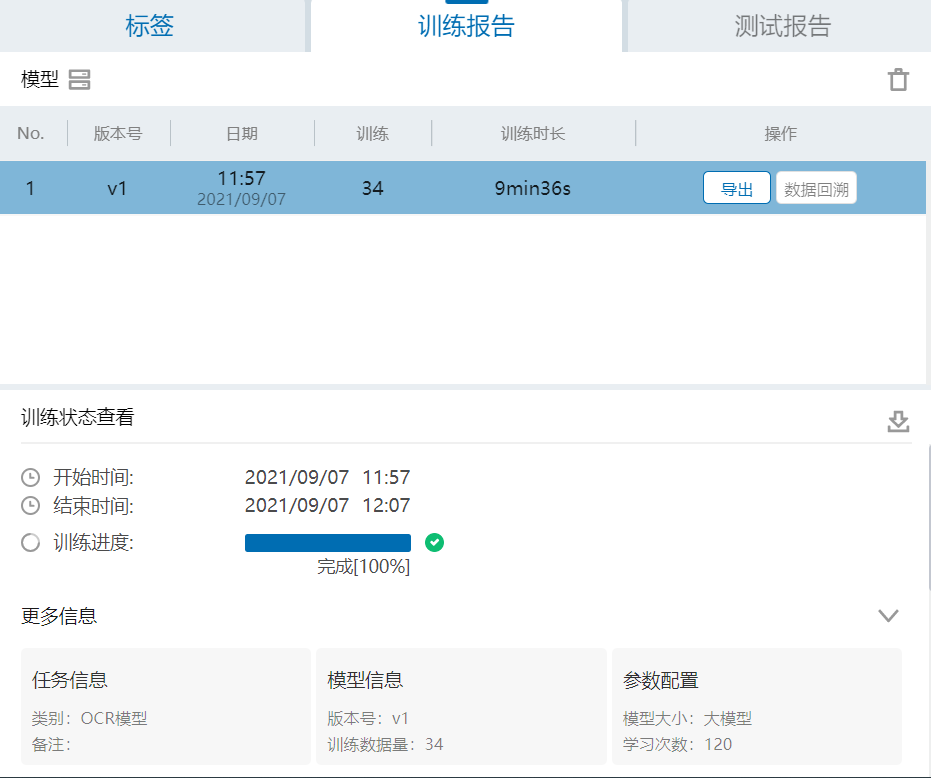 标签 训练报告 测试报告
模型
No. 版本号 日期 训练 训练时长 操作
1 v1 11:57 34 9min36s 导出 数据回溯
2021/09/07
训练状态查看
开始时间: 2021/09/07 11:57
结束时间: 2021/09/07 12:07
训练进度:
完成[100%]
更多信息
任务信息 模型信息 参数配置
类别：OCR模型 版本号：v1 模型大小：大模型
备注： 训练数据量：34 学习次数：120